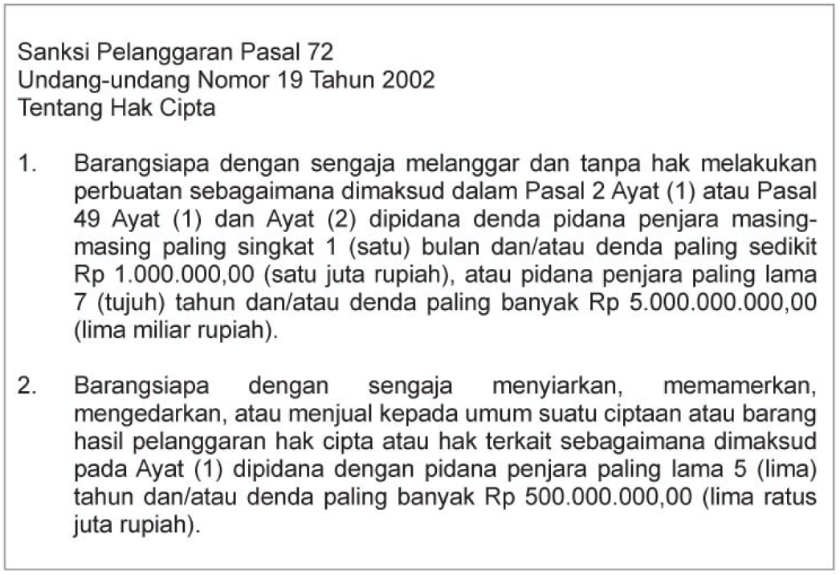 Sanksi Pelanggaran Pasal 72
Undang-undang Nomor 19 Tahun 2002
Tentang Hak Cipta
1. Barangsiapa dengan sengaja melanggar dan tanpa hak melakukan
perbuatan sebagaimana dimaksud dalam Pasal 2 Ayat (1) atau Pasal
49 Ayat (1) dan Ayat (2) dipidana denda pidana penjara masing-
masing paling singkat 1 (satu) bulan dan/atau denda paling sedikit
Rp 1.000.000,00 (satu juta rupiah), atau pidana penjara paling lama
7 (tujuh) tahun dan/atau denda paling banyak Rp 5.000.000.000,00
(lima miliar rupiah).
2. Barangsiapa dengan sengaja menyiarkan, memamerkan,
mengedarkan, atau menjual kepada umum suatu ciptaan atau barang
hasil pelanggaran hak cipta atau hak terkait sebagaimana dimaksud
pada Ayat (1) dipidana dengan pidana penjara paling lama 5 (lima)
tahun dan/atau denda paling banyak Rp 500.000.000,00 (lima ratus
juta rupiah).